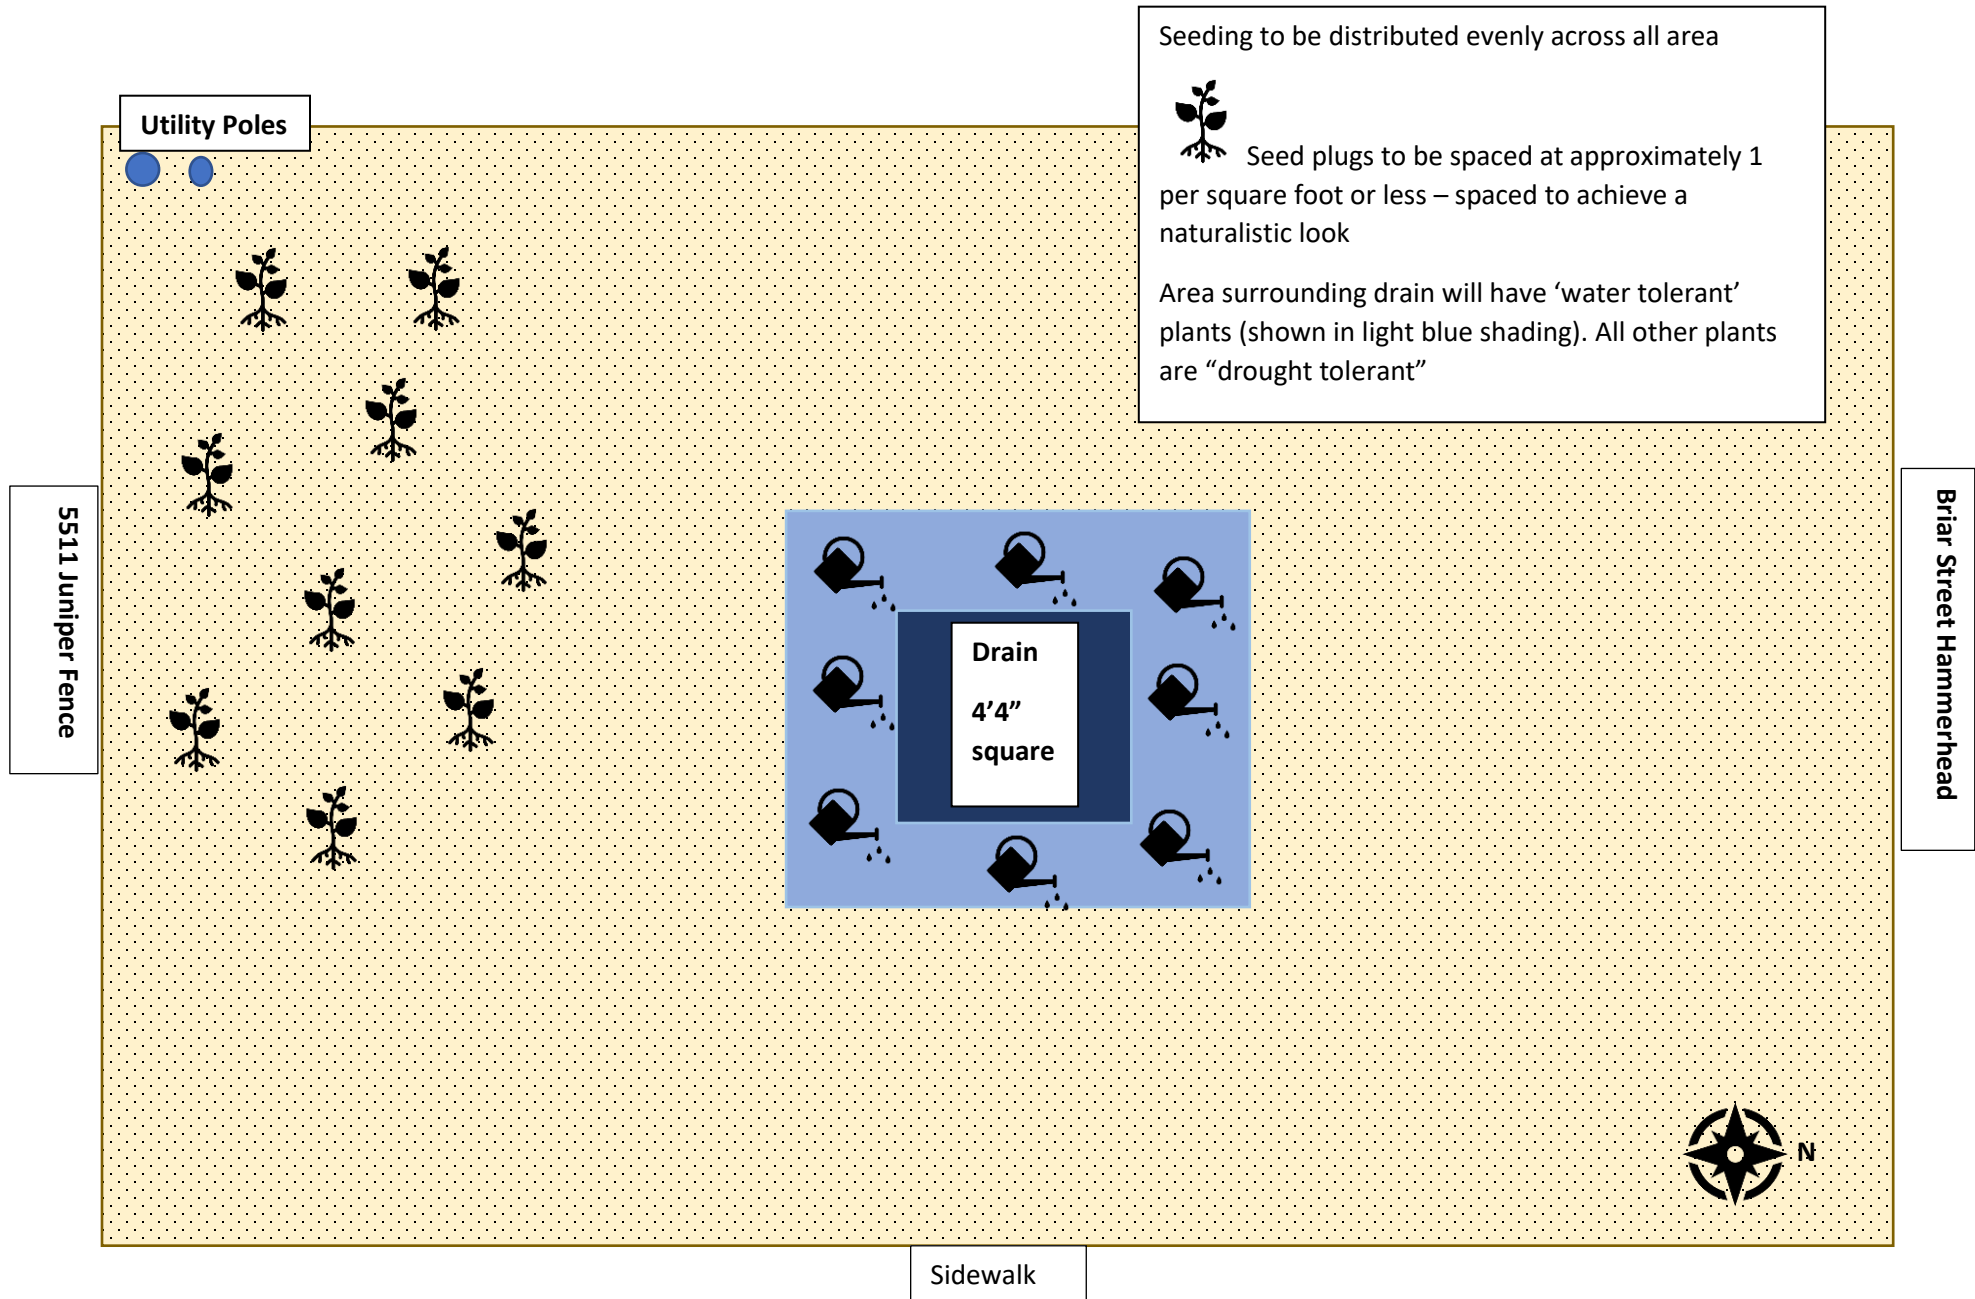 Seeding to be distributed evenly across all area
Seed plugs to be spaced at approximately 1
per square foot or less – spaced to achieve a
naturalistic look
Area surrounding drain will have ‘water tolerant’
plants (shown in light blue shading). All other plants
are “drought tolerant”
Utility Poles
5511 Juniper Fence
Drain
4’4”
square
Briar Street Hammerhead
N
Sidewalk